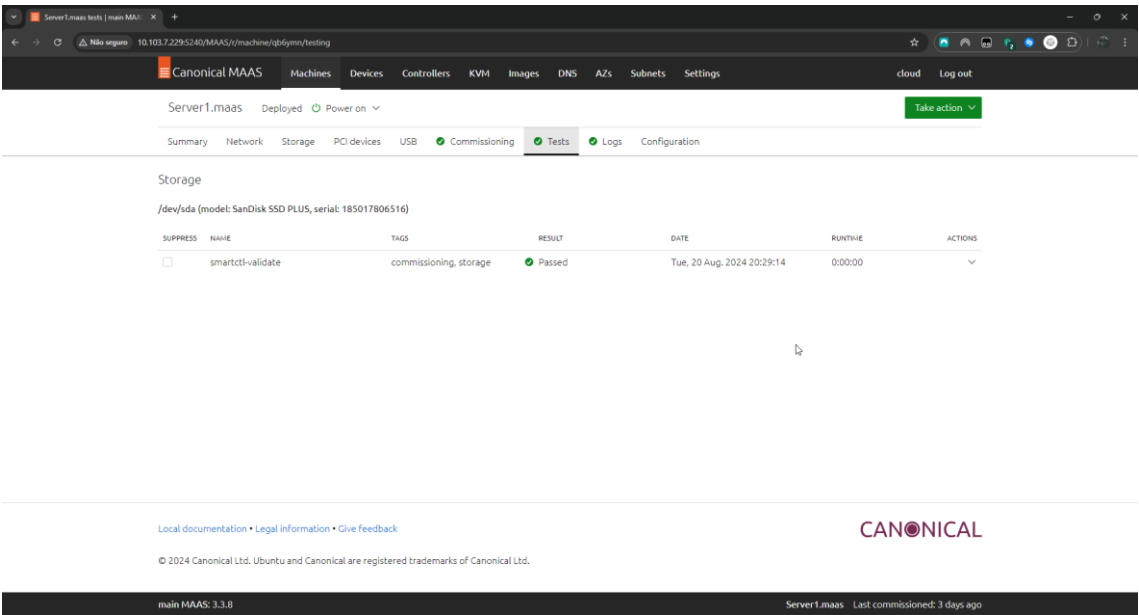 Server1.maas tests | main MAA
Não seguro 10.103.7.229:5240/MAAS/r/machine/qb6ymn/testing
Canonical MAAS Machines Devices Controllers KVM Images DNS AZs Subnets Settings cloud Log out
Server1.maas Deployed Power on Take action
Summary Network Storage PCI devices USB Commissioning Tests Logs Configuration
Storage
/dev/sda (model: SanDisk SSD PLUS, serial: 185017806516)
SUPPRESS NAME TAGS RESULT DATE RUNTIME ACTIONS
smartctl-validate commissioning, storage Passed Tue, 20 Aug. 2024 20:29:14 0:00:00
Local documentation • Legal information • Give feedback
CANONICAL
© 2024 Canonical Ltd. Ubuntu and Canonical are registered trademarks of Canonical Ltd.
main MAAS: 3.3.8 Server1.maas Last commissioned: 3 days ago